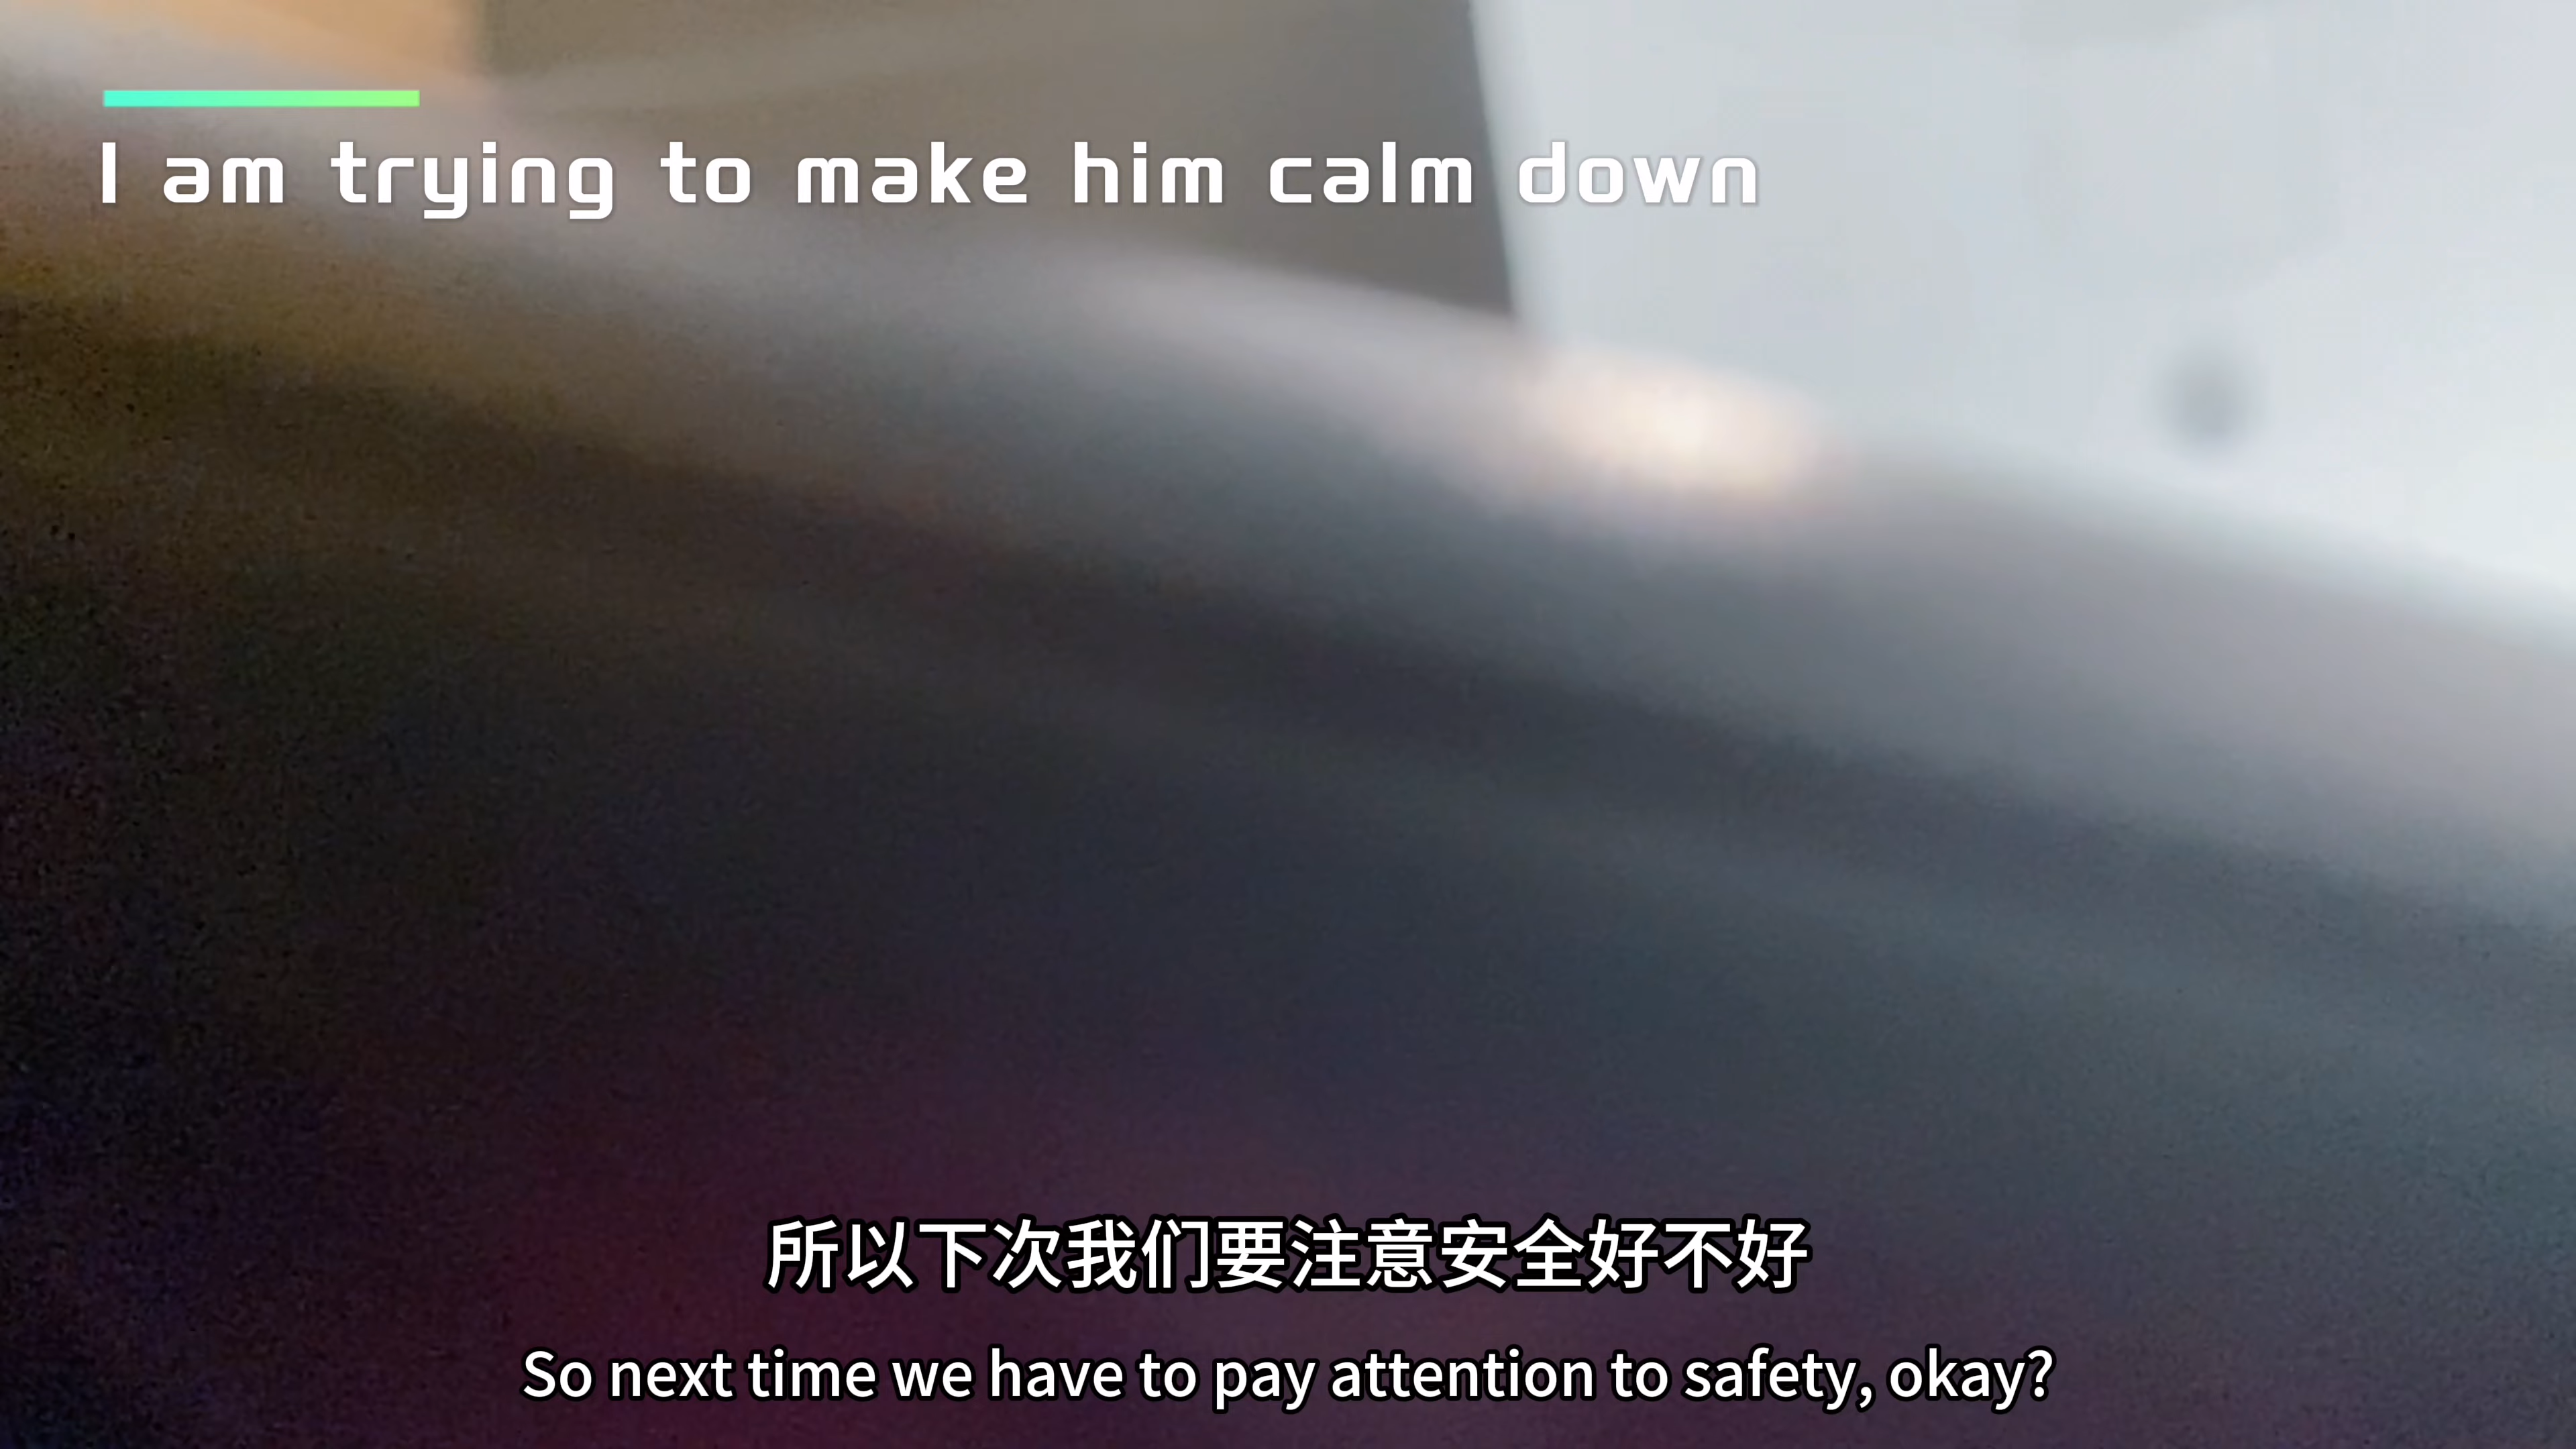 I am trying to make him calm down
所以下次我们要注意安全好不好
So next time we have to pay attention to safety, okay?